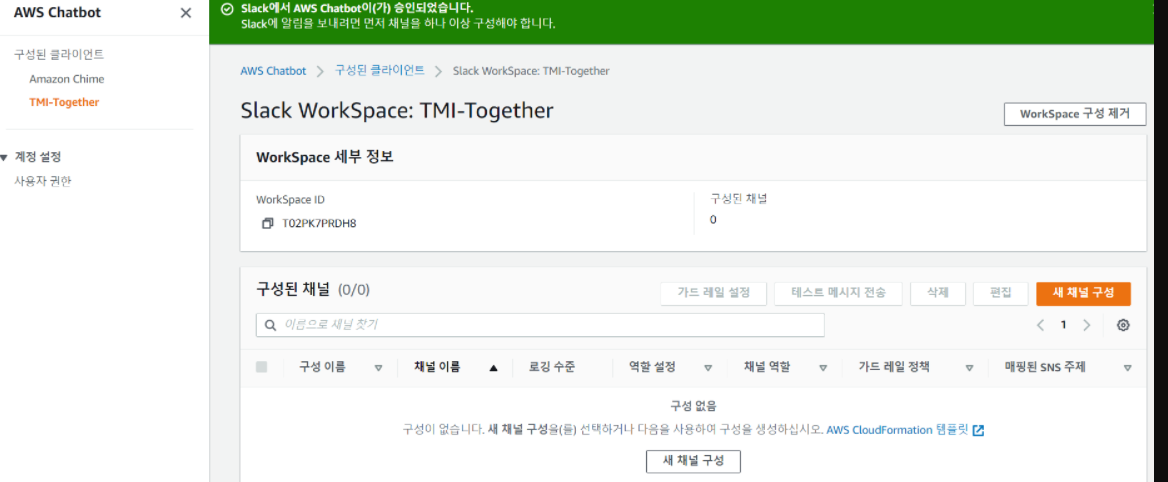 AWS Chatbot
구성된 클라이언트
Amazon Chime
TMI-Together
계정 설정
사용자 권한
Slack에서 AWS Chatbot이(가) 승인되었습니다.
Slack에 알림을 보내려면 먼저 채널을 하나 이상 구성해야 합니다.
AWS Chatbot > 구성된 클라이언트 > Slack WorkSpace: TMI-Together
Slack WorkSpace: TMI-Together
WorkSpace 구성 제거
WorkSpace 세부 정보
WorkSpace ID
T02PK7PRDH8
구성된 채널
0
구성된 채널 (0/0)
가드 레일 설정
테스트 메시지 전송
삭제
편집
새 채널 구성
이름으로 채널 찾기
1
구성 이름
채널 이름
로깅 수준
역할 설정
채널 역할
가드 레일 정책
매핑된 SNS 주제
구성 없음
구성이 없습니다. 새 채널 구성을(를) 선택하거나 다음을 사용하여 구성을 생성하십시오. AWS CloudFormation 템플릿
새 채널 구성